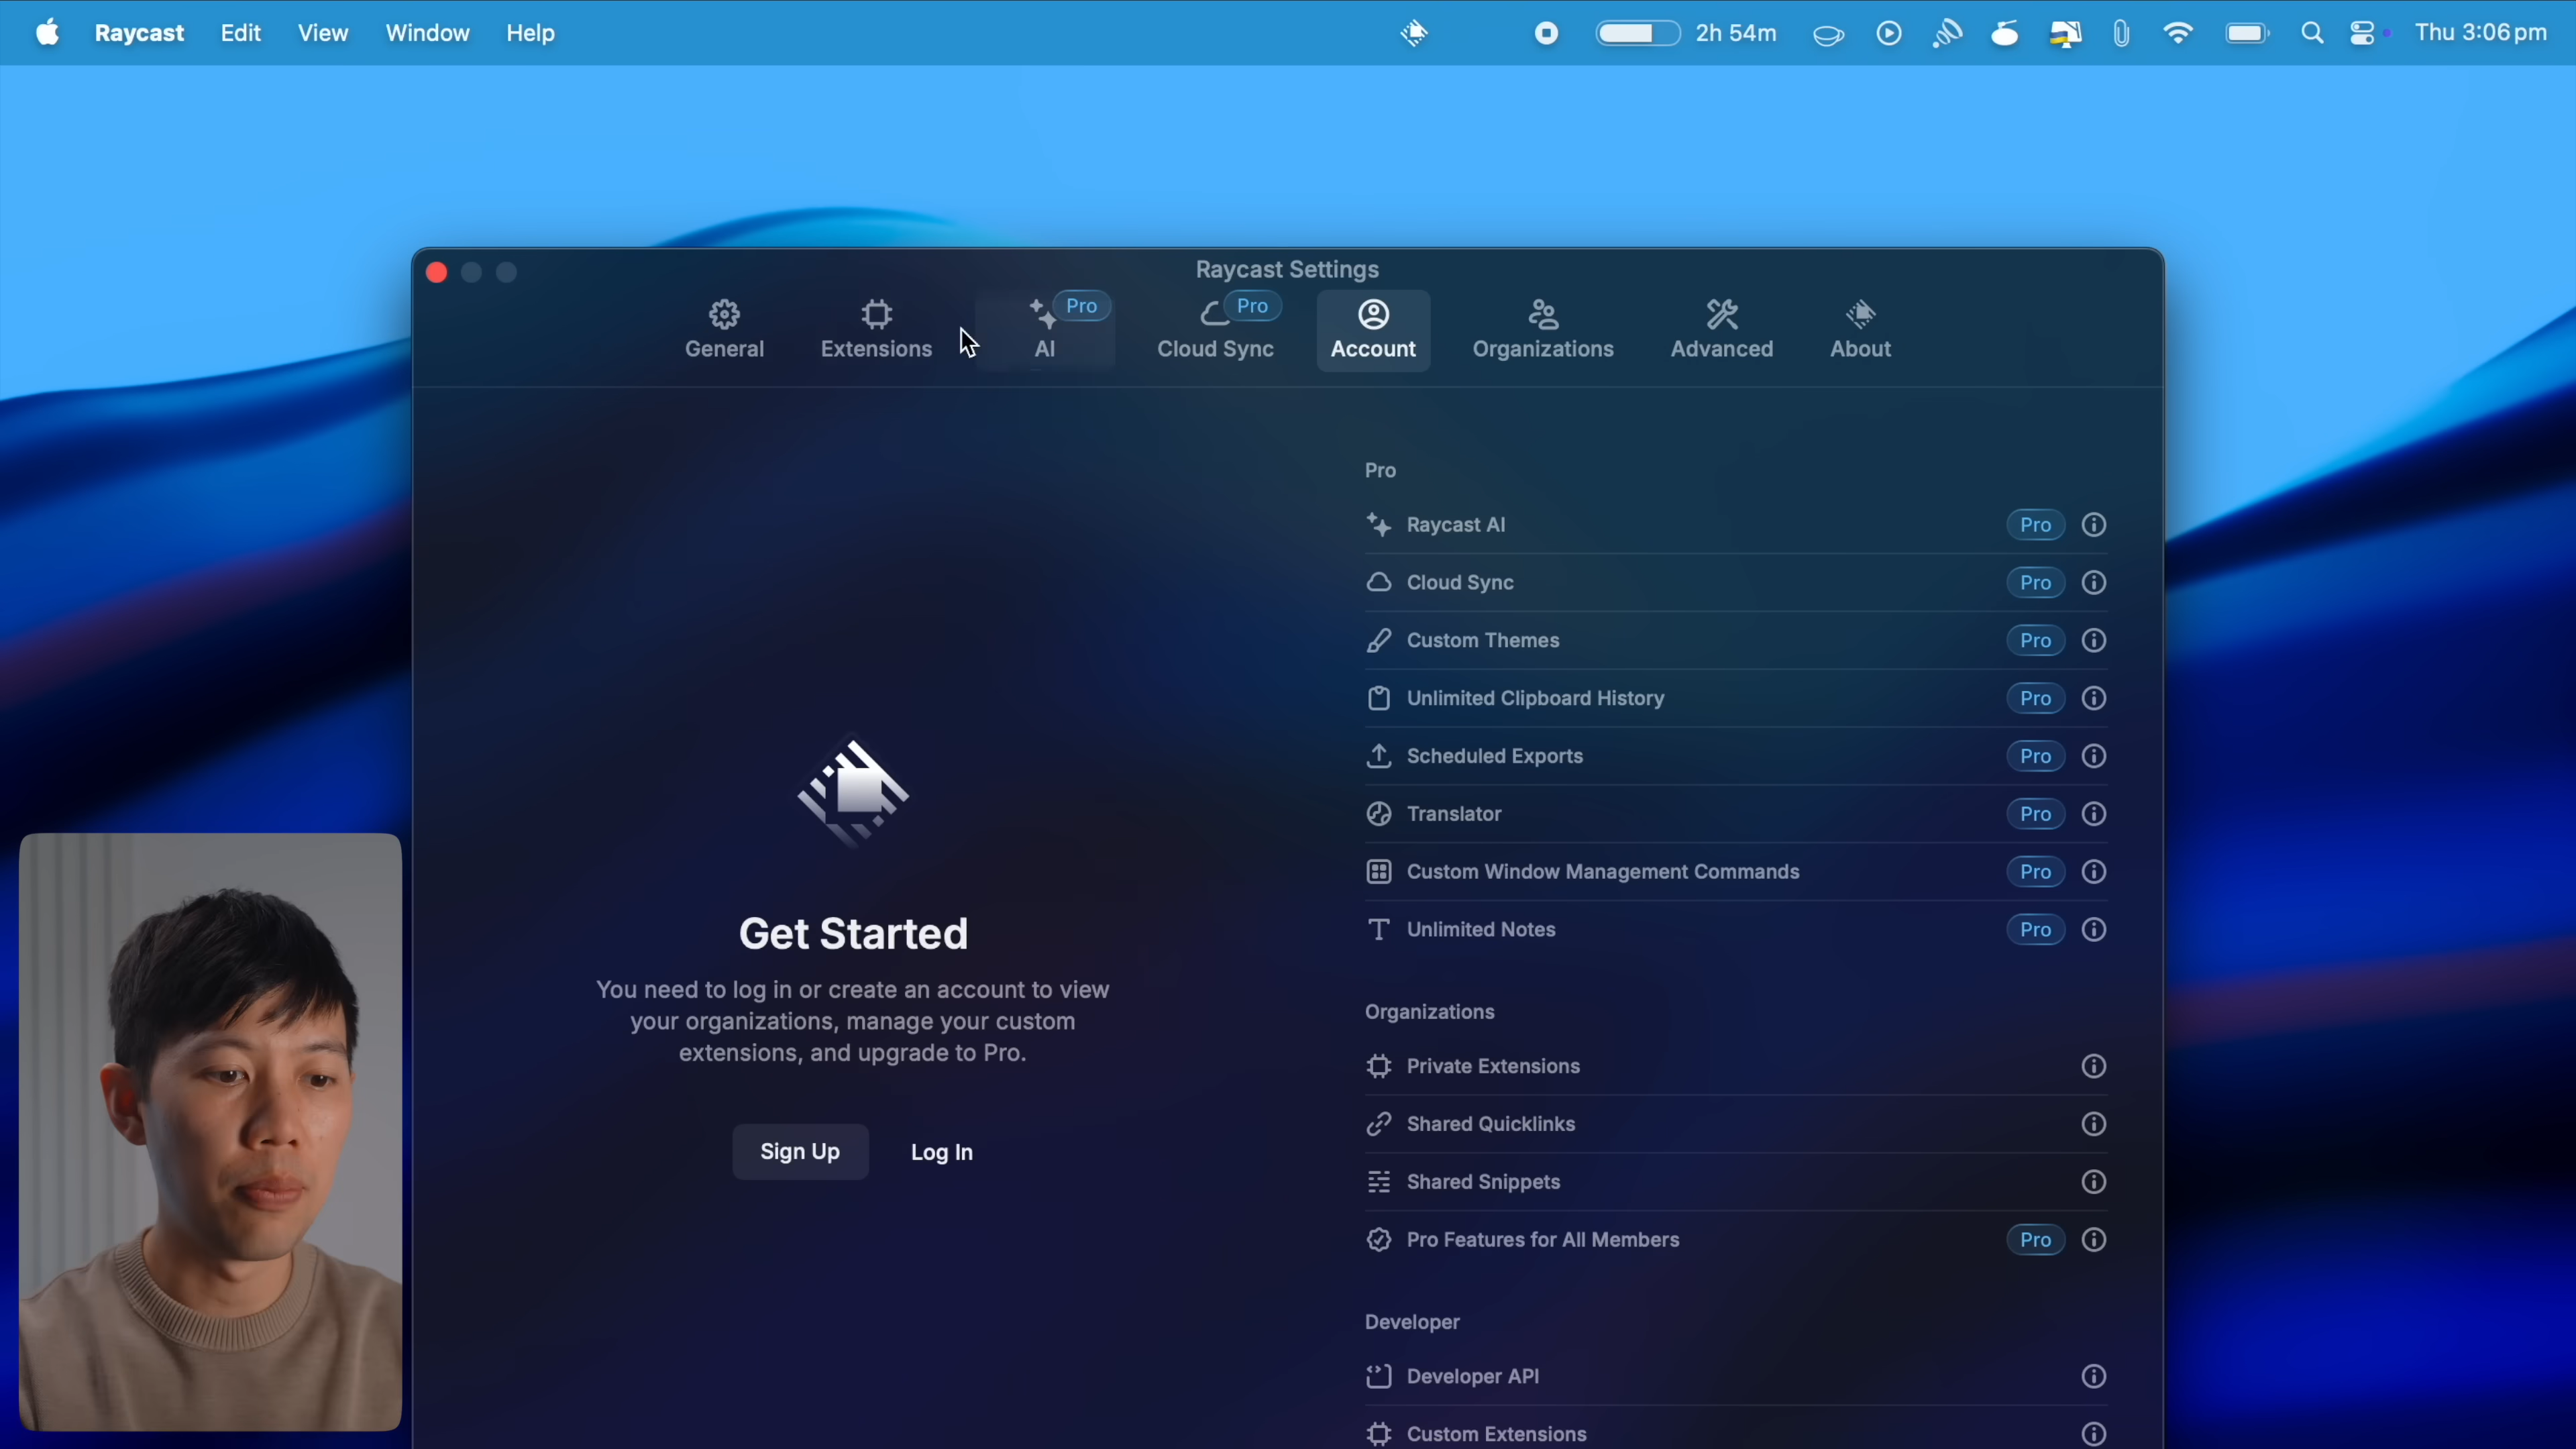 Raycast Edit View Window Help 2h 54m Thu 3:06 pm
Raycast Settings
General Extensions AI Pro Cloud Sync Pro Account Organizations Advanced About
Get Started
You need to log in or create an account to view
your organizations, manage your custom
extensions, and upgrade to Pro.
Sign Up Log In
Pro
Raycast AI Pro
Cloud Sync Pro
Custom Themes Pro
Unlimited Clipboard History Pro
Scheduled Exports Pro
Translator Pro
Custom Window Management Commands Pro
Unlimited Notes Pro
Organizations
Private Extensions
Shared Quicklinks
Shared Snippets
Pro Features for All Members Pro
Developer
Developer API
Custom Extensions